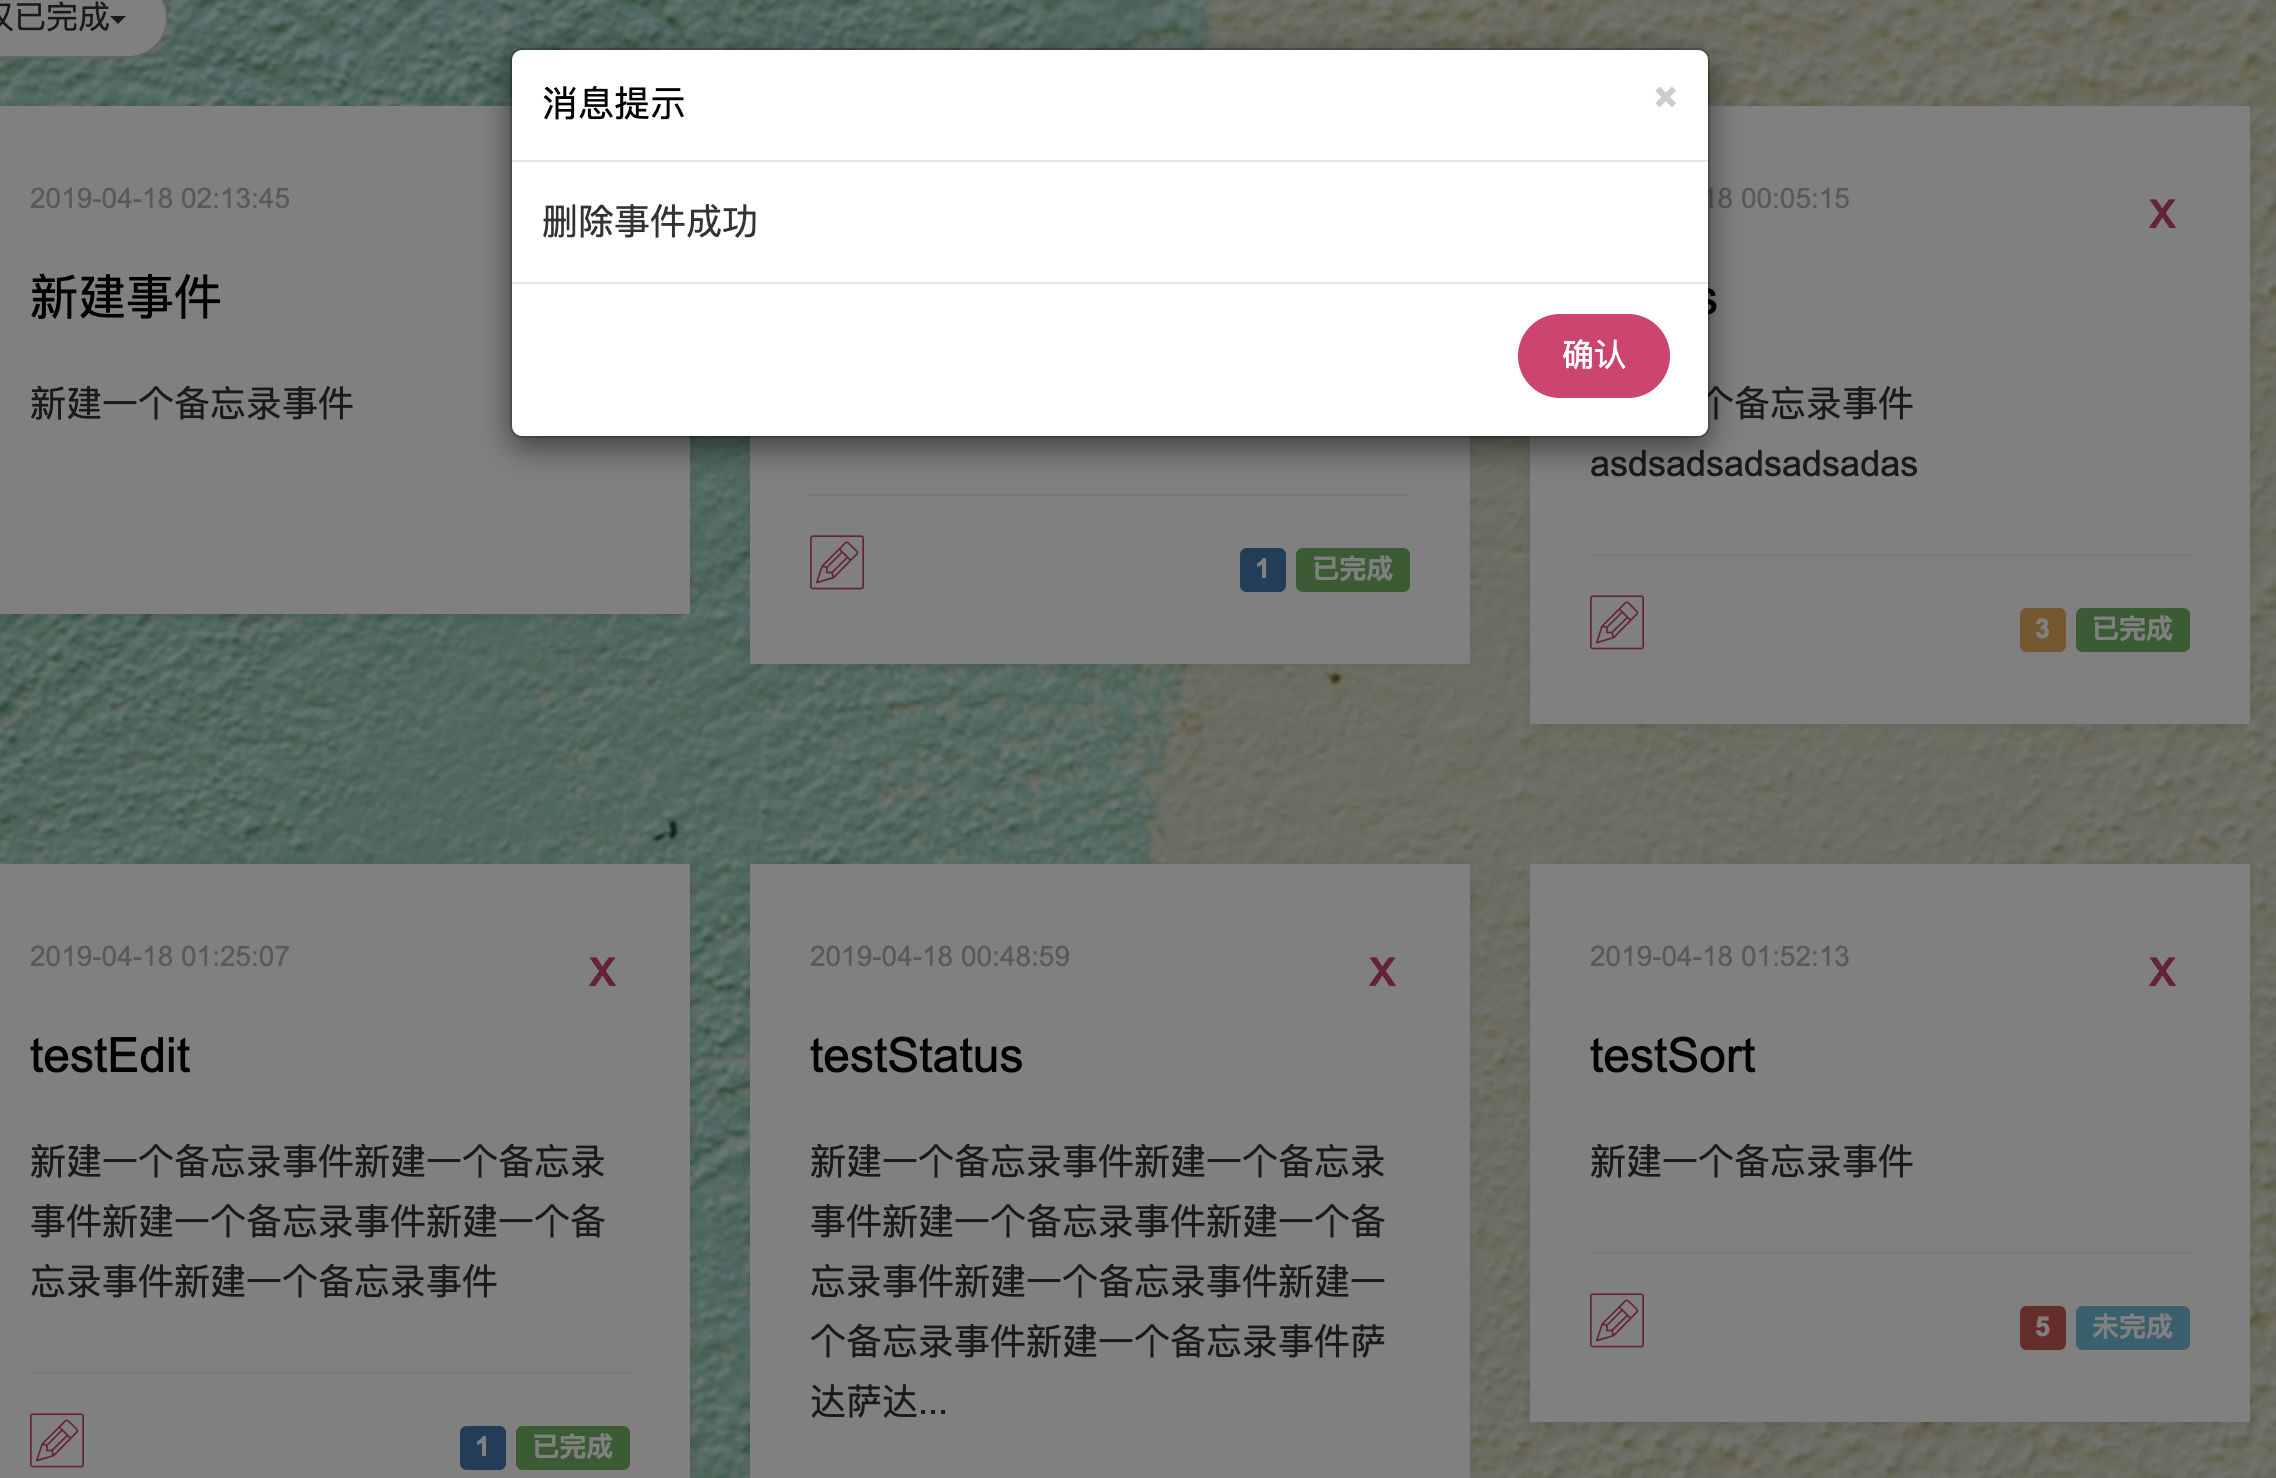 已完成
消息提示
×
删除事件成功
确认
2019-04-18 02:13:45
新建事件
新建一个备忘录事件
1 已完成
18 00:05:15
X
s
个备忘录事件
asdsadsadsadsadas
3 已完成
2019-04-18 01:25:07
X
testEdit
新建一个备忘录事件新建一个备忘录
事件新建一个备忘录事件新建一个备
忘录事件新建一个备忘录事件
1 已完成
2019-04-18 00:48:59
X
testStatus
新建一个备忘录事件新建一个备忘录
事件新建一个备忘录事件新建一个备
忘录事件新建一个备忘录事件新建一
个备忘录事件新建一个备忘录事件萨
达萨达...
2019-04-18 01:52:13
X
testSort
新建一个备忘录事件
5 未完成